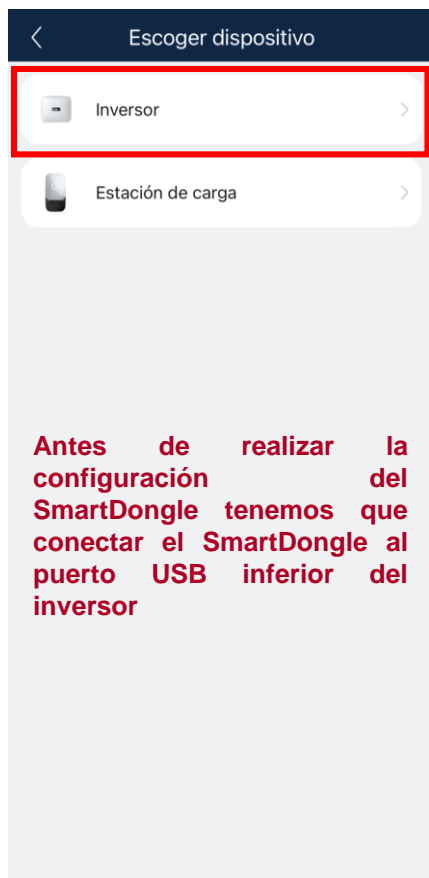 Escoger dispositivo
Inversor
Estación de carga
Antes de realizar la
configuración del
SmartDongle tenemos que
conectar el SmartDongle al
puerto USB inferior del
inversor